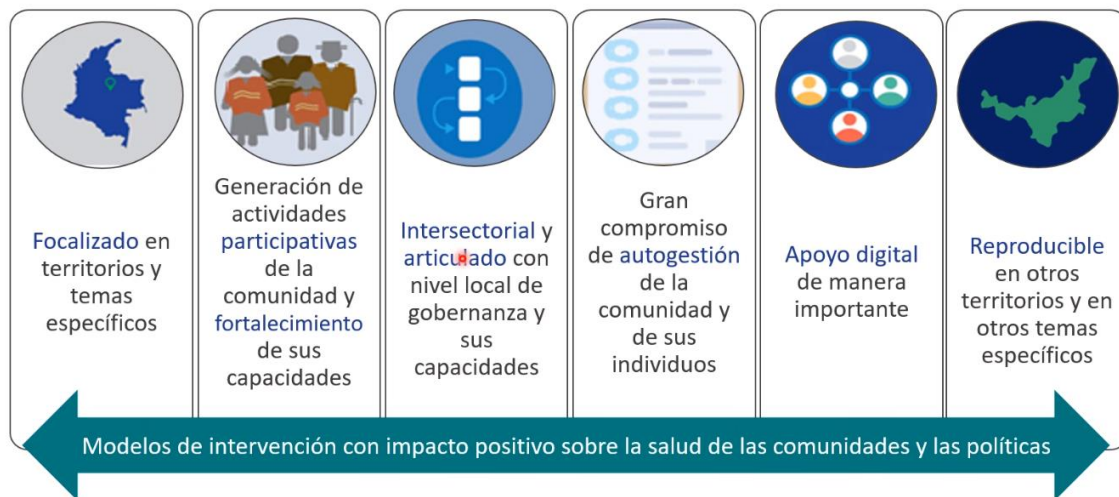 Focalizado en
territorios y
temas
específicos
Generación de
actividades
participativas
de la
comunidad y
fortalecimiento
de sus
capacidades
Intersectorial y
articulado con
nivel local de
gobernanza y
sus
capacidades
Gran
compromiso
de autogestión
de la
comunidad y
de sus
individuos
Apoyo digital
de manera
importante
Reproducible
en otros
territorios y en
otros temas
específicos
Modelos de intervención con impacto positivo sobre la salud de las comunidades y las políticas